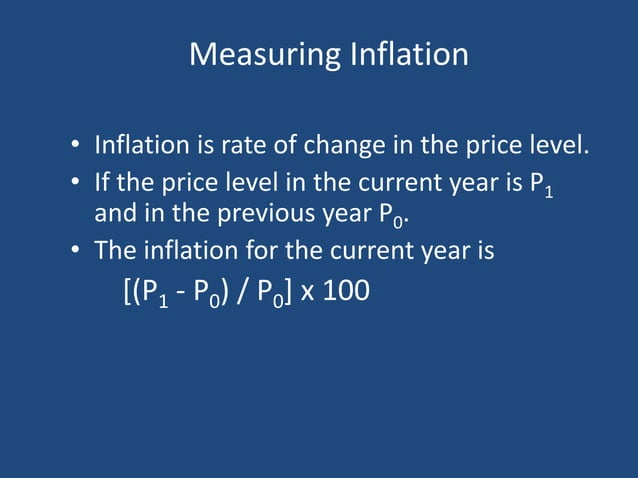 Measuring Inflation
• Inflation is rate of change in the price level.
• If the price level in the current year is P₁
and in the previous year P₀.
• The inflation for the current year is
[(P₁ - P₀) / P₀] x 100